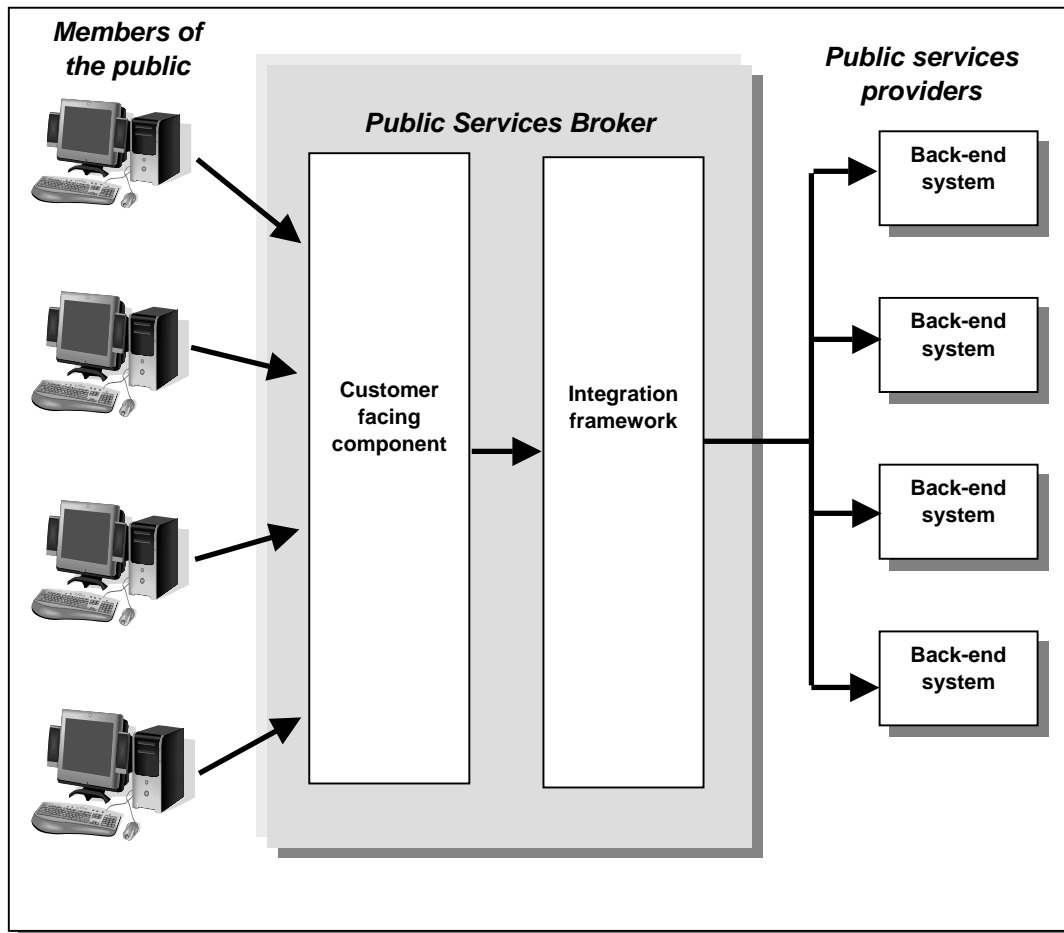 Members of
the public
Public Services Broker
Public services
providers
Customer
facing
component
Integration
framework
Back-end
system
Back-end
system
Back-end
system
Back-end
system